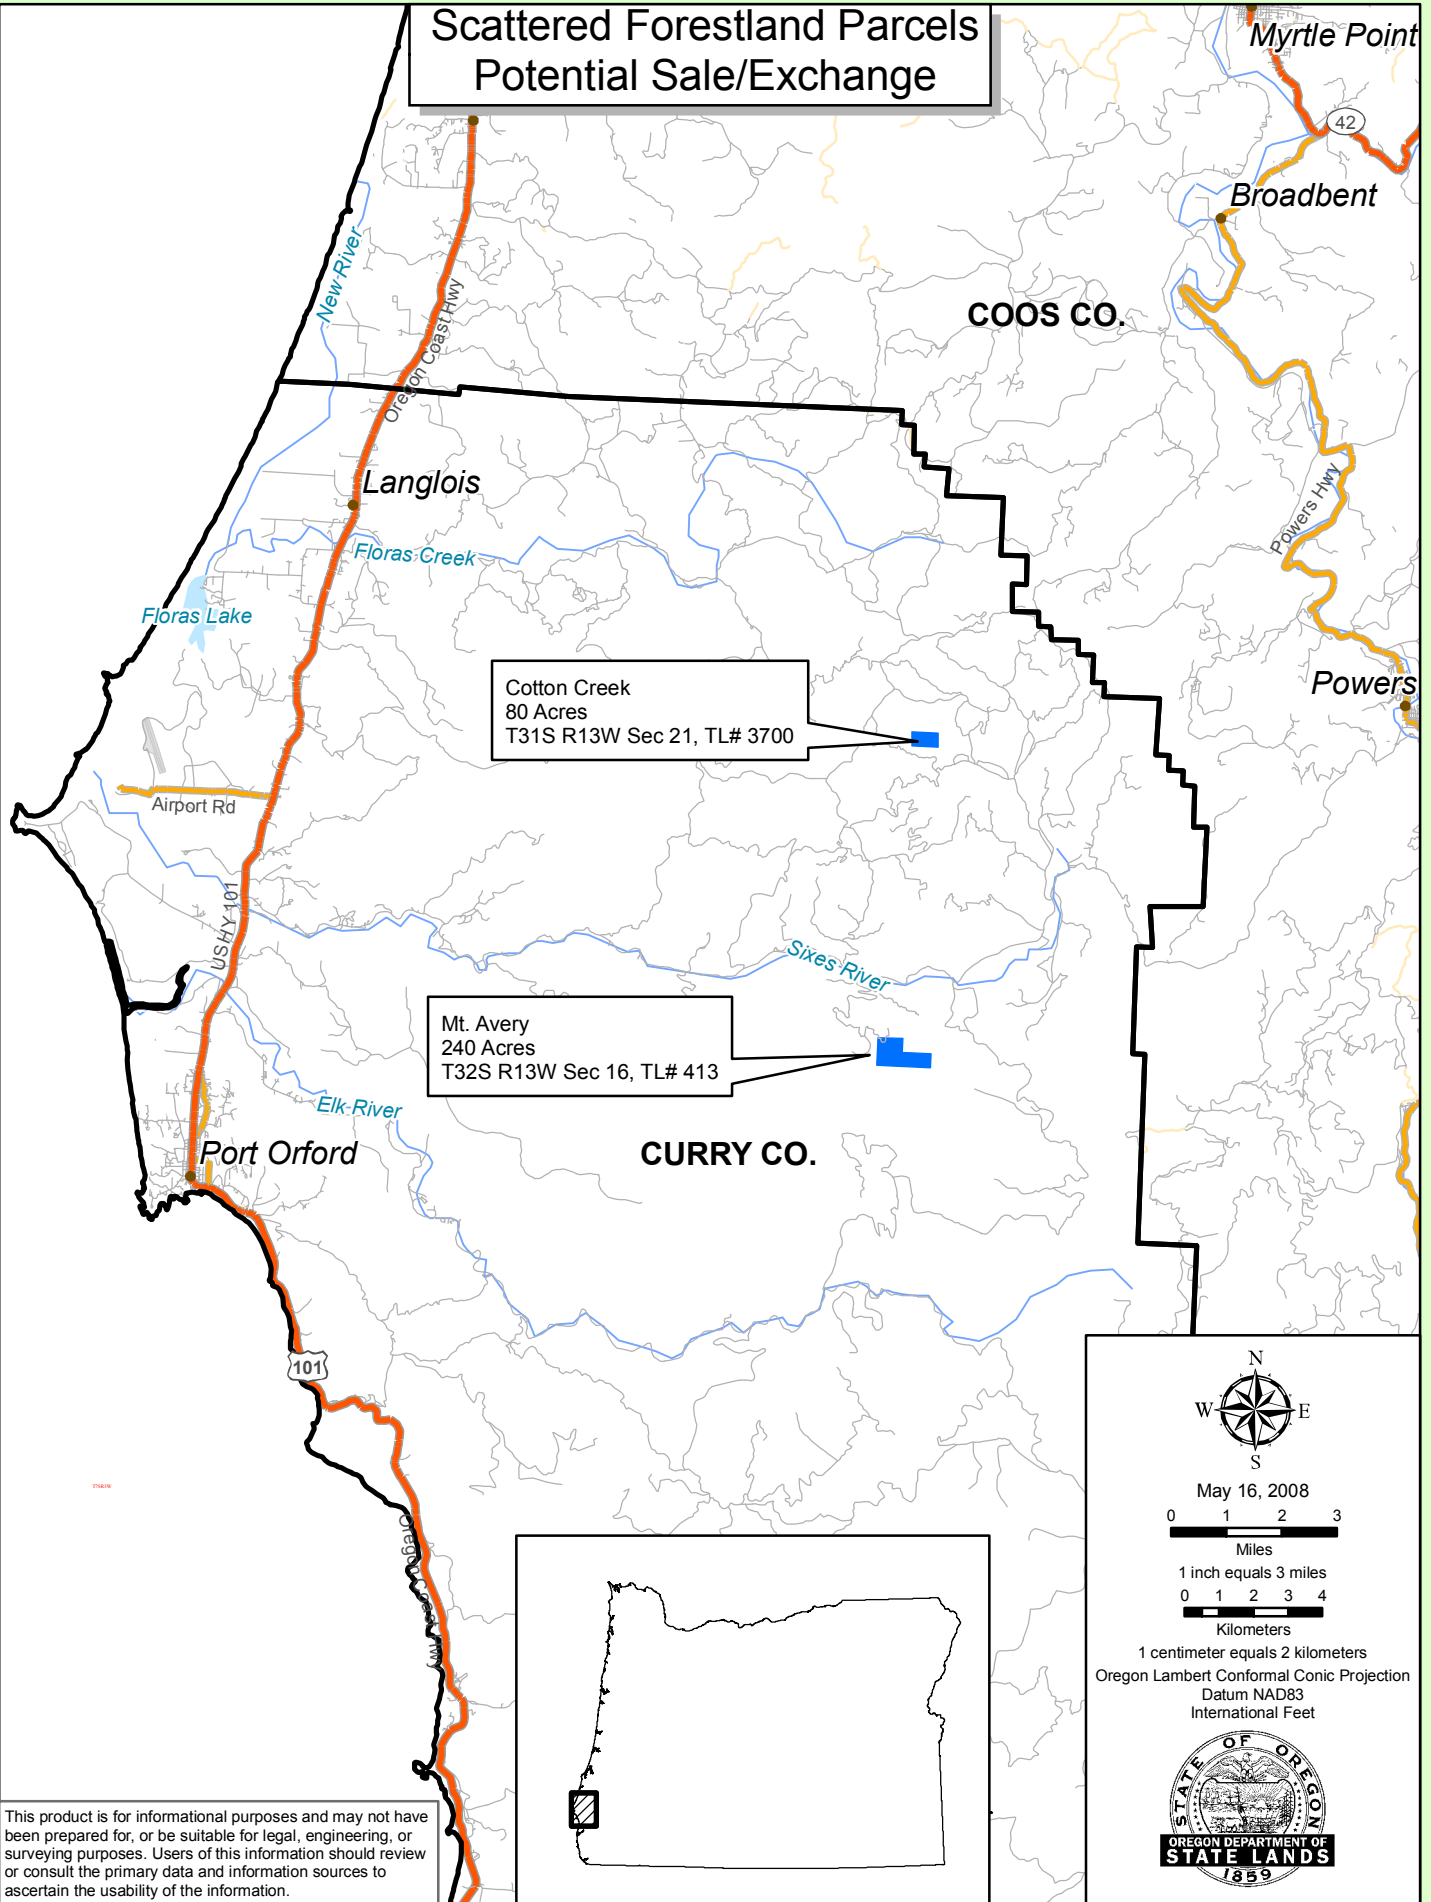 Scattered Forestland Parcels
Potential Sale/Exchange
Myrtle Point
42
Broadbent
New River
Oregon Coast Hwy
COOS CO.
Langlois
Floras Creek
Powers Hwy
Floras Lake
Cotton Creek
80 Acres
T31S R13W Sec 21, TL# 3700
Powers
Airport Rd
USHY 101
Sixes River
Mt. Avery
240 Acres
T32S R13W Sec 16, TL# 413
Elk River
Port Orford
CURRY CO.
101
Oregon Coast Hwy
N
W E
S
May 16, 2008
0 1 2 3
Miles
1 inch equals 3 miles
0 1 2 3 4
Kilometers
1 centimeter equals 2 kilometers
Oregon Lambert Conformal Conic Projection
Datum NAD83
International Feet
STATE OF OREGON
OREGON DEPARTMENT OF
STATE LANDS
1859
This product is for informational purposes and may not have
been prepared for, or be suitable for legal, engineering, or
surveying purposes. Users of this information should review
or consult the primary data and information sources to
ascertain the usability of the information.